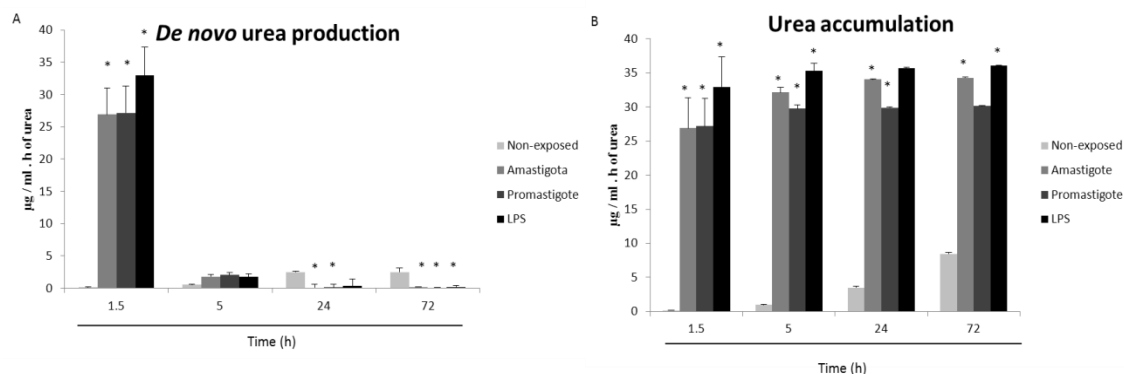 A
De novo urea production
40
35
30
25
20
15
10
5
0
µg / ml . h of urea
* * *
* *
* * *
1.5 5 24 72
Time (h)
Non-exposed
Amastigota
Promastigote
LPS
B
Urea accumulation
40
35
30
25
20
15
10
5
0
µg / ml . h of urea
* * *
* * *
* *
* *
1.5 5 24 72
Time (h)
Non-exposed
Amastigote
Promastigote
LPS